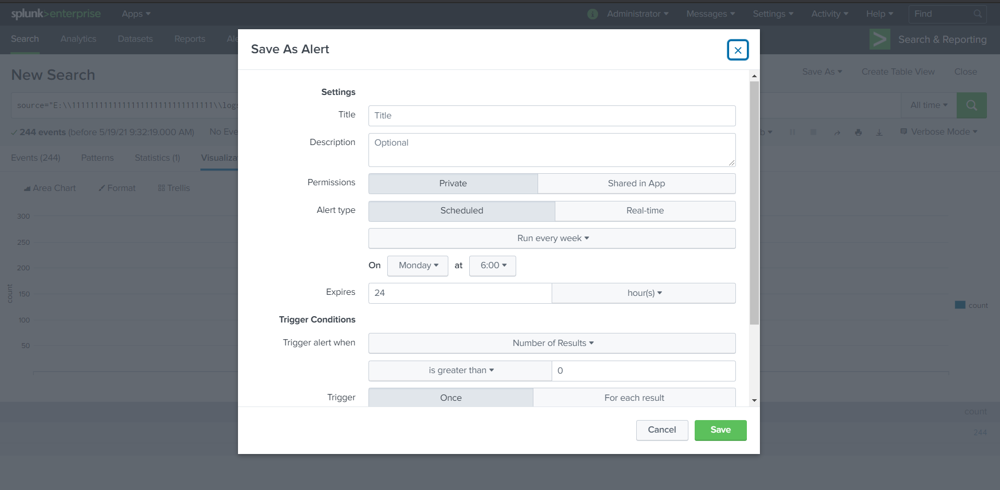 splunk>enterprise Apps
i Administrator Messages Settings Activity Help Find
Search Analytics Datasets Reports Ale
Search & Reporting
New Search
Save As Create Table View Close
All time
244 events (before 5/19/21 9:32:19.000 AM) No Eve
b Verbose Mode
Events (244) Patterns Statistics (1) Visualiza
Area Chart Format Trellis
300
250
200
150
100
50
count
count
count
244
Save As Alert
Settings
Title Title
Description Optional
Permissions Private Shared in App
Alert type Scheduled Real-time
Run every week
On Monday at 6:00
Expires 24 hour(s)
Trigger Conditions
Trigger alert when Number of Results
is greater than 0
Trigger Once For each result
Cancel Save